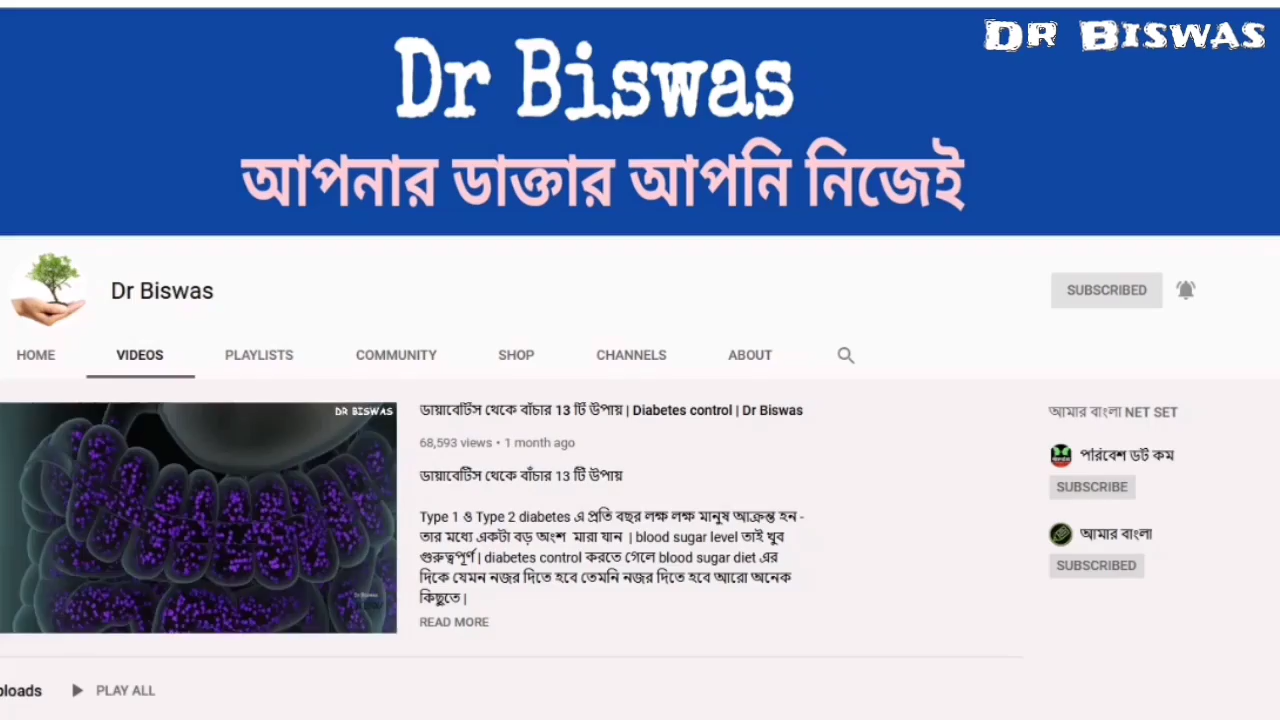 Dr Biswas
Dr Biswas
আপনার ডাক্তার আপনি নিজেই
Dr Biswas
SUBSCRIBED
HOME VIDEOS PLAYLISTS COMMUNITY SHOP CHANNELS ABOUT
DR BISWAS
ডায়াবেটিস থেকে বাঁচার 13 টি উপায় | Diabetes control | Dr Biswas
68,593 views • 1 month ago
ডায়াবেটিস থেকে বাঁচার 13 টি উপায়
Type 1 ও Type 2 diabetes এ প্রতি বছর লক্ষ লক্ষ মানুষ আক্রন্ত হন -
তার মধ্যে একটা বড় অংশ মারা যান | blood sugar level তাই খুব
গুরুত্বপূর্ণ | diabetes control করতে গেলে blood sugar diet এর
দিকে যেমন নজর দিতে হবে তেমনি নজর দিতে হবে আরো অনেক
কিছুতে |
READ MORE
Dr Biswas
আমার বাংলা NET SET
পরিবেশ ডট কম
SUBSCRIBE
আমার বাংলা
SUBSCRIBED
ploads PLAY ALL